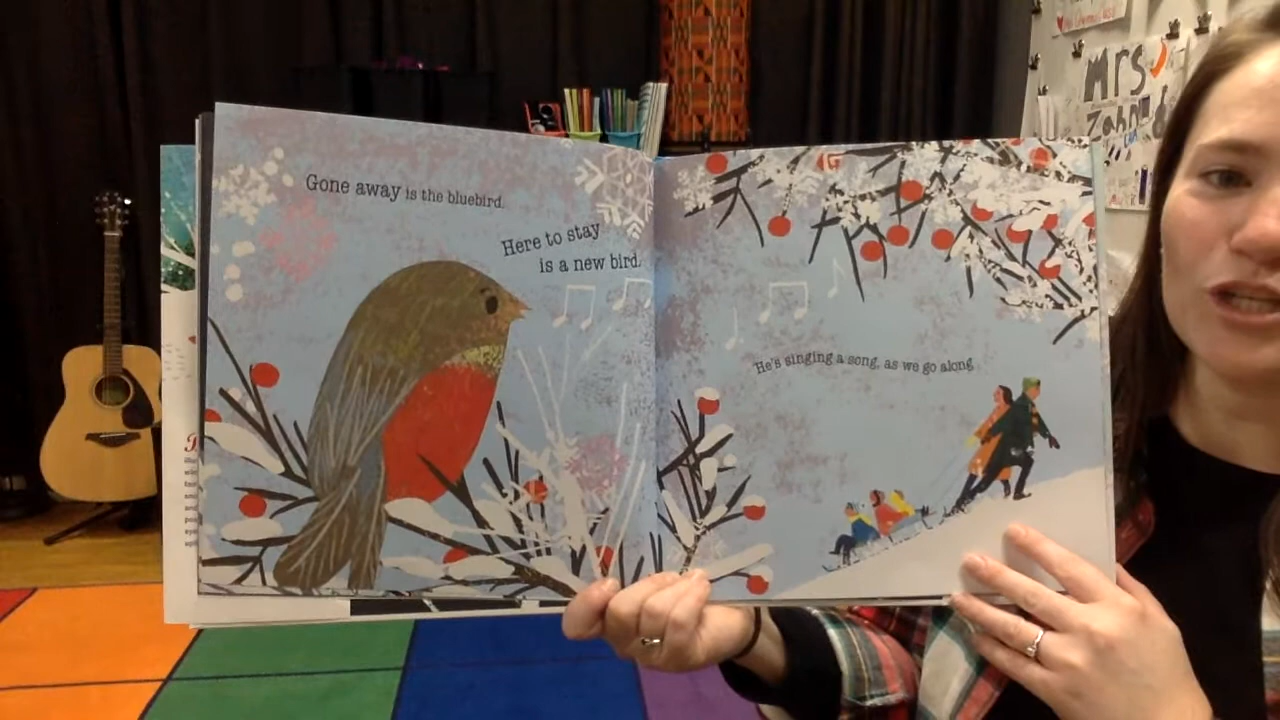 Gone away is the bluebird.
Here to stay
is a new bird.
He's singing a song, as we go along
Mrs
Zahn